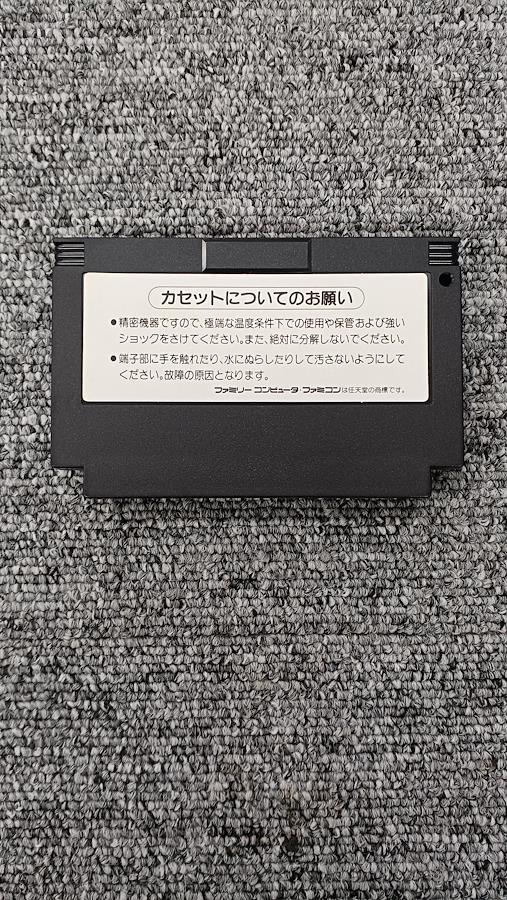 カセットについてのお願い
●精密機器ですので、極端な温度条件下での使用や保管および強い
ショックをさけてください。また、絶対に分解しないでください。
●端子部に手を触れたり、水にぬらしたりして汚さないようにして
ください。故障の原因となります。
ファミリー コンピュータ・ファミコンは任天堂の商標です。